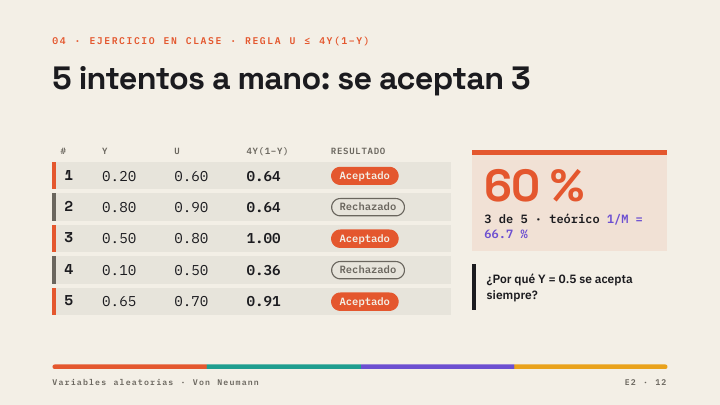 04 · EJERCICIO EN CLASE · REGLA U ≤ 4Y(1−Y)
5 intentos a mano: se aceptan 3
# Y U 4Y(1−Y) RESULTADO
1 0.20 0.60 0.64 Aceptado
2 0.80 0.90 0.64 Rechazado
3 0.50 0.80 1.00 Aceptado
4 0.10 0.50 0.36 Rechazado
5 0.65 0.70 0.91 Aceptado
60 %
3 de 5 · teórico 1/M =
66.7 %
¿Por qué Y = 0.5 se acepta
siempre?
Variables aleatorias · Von Neumann
E2 · 12